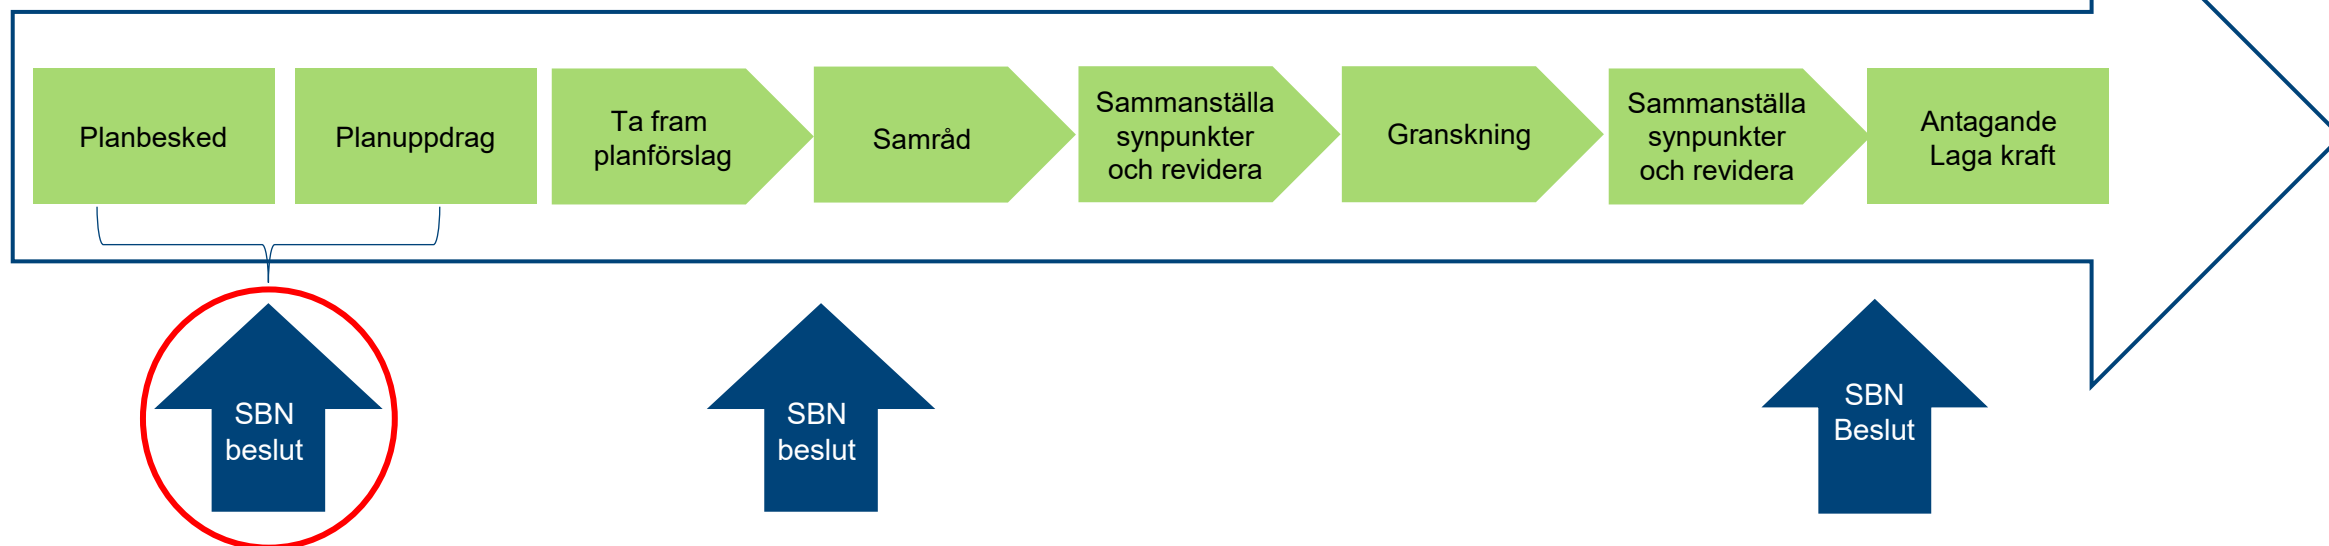 Planbesked
Planuppdrag
Ta fram
planförslag
Samråd
Sammanställa
synpunkter
och revidera
Granskning
Sammanställa
synpunkter
och revidera
Antagande
Laga kraft
SBN
beslut
SBN
beslut
SBN
Beslut